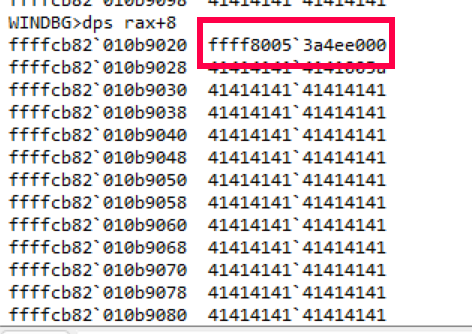 ffffcb82`010b9098 41414141`41414141
WINDBG>dps rax+8
ffffcb82`010b9020 ffff8005`3a4ee000
ffffcb82`010b9028 41414141`4141005a
ffffcb82`010b9030 41414141`41414141
ffffcb82`010b9038 41414141`41414141
ffffcb82`010b9040 41414141`41414141
ffffcb82`010b9048 41414141`41414141
ffffcb82`010b9050 41414141`41414141
ffffcb82`010b9058 41414141`41414141
ffffcb82`010b9060 41414141`41414141
ffffcb82`010b9068 41414141`41414141
ffffcb82`010b9070 41414141`41414141
ffffcb82`010b9078 41414141`41414141
ffffcb82`010b9080 41414141`41414141